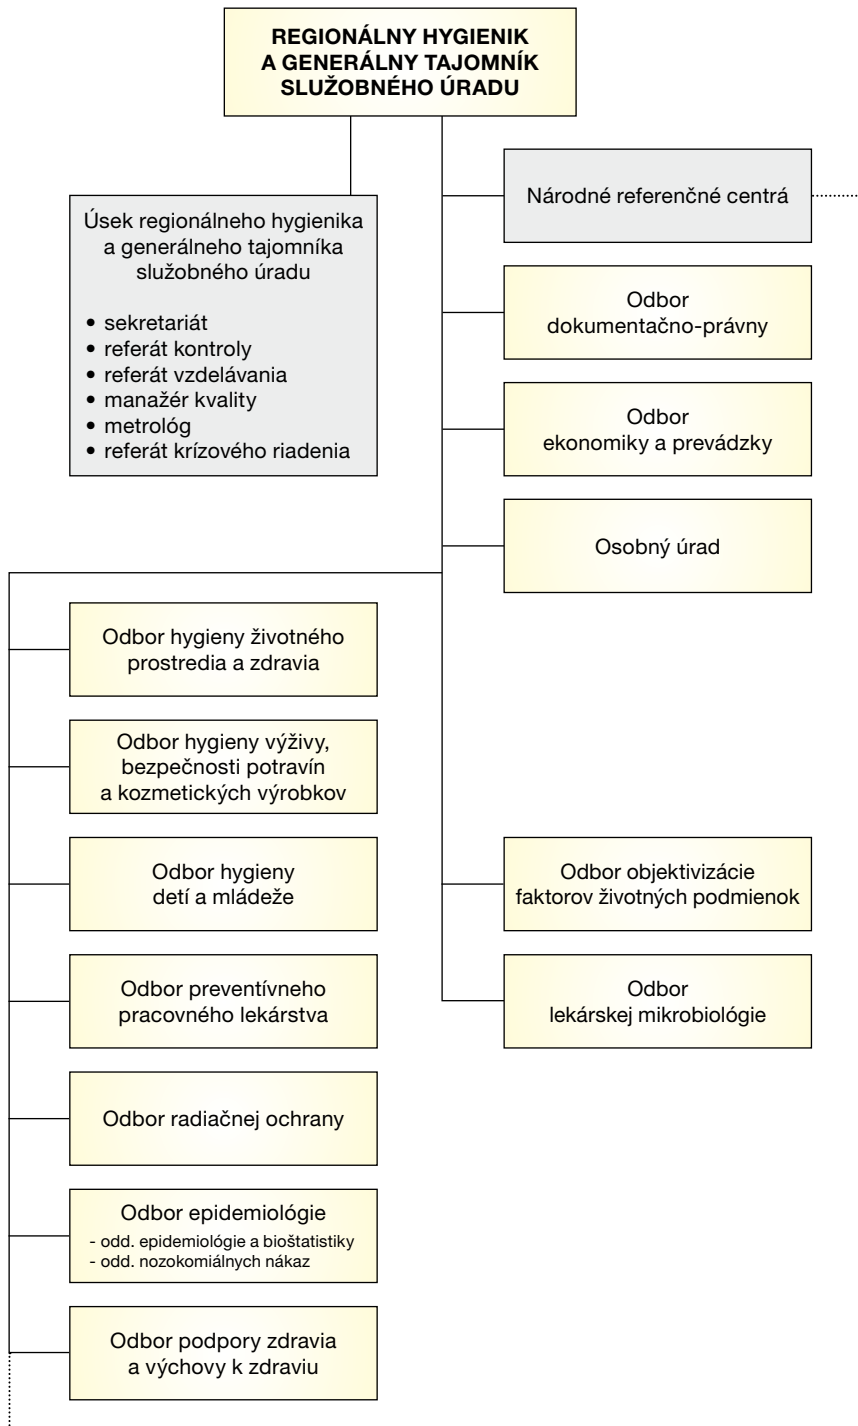 REGIONÁLNY HYGIENIK
A GENERÁLNY TAJOMNÍK
SLUŽOBNÉHO ÚRADU
Úsek regionálneho hygienika
a generálneho tajomníka
služobného úradu
• sekretariát
• referát kontroly
• referát vzdelávania
• manažér kvality
• metrológ
• referát krízového riadenia
Národné referenčné centrá
Odbor
dokumentačno-právny
Odbor
ekonomiky a prevádzky
Osobný úrad
Odbor hygieny životného
prostredia a zdravia
Odbor hygieny výživy,
bezpečnosti potravín
a kozmetických výrobkov
Odbor hygieny
detí a mládeže
Odbor preventívneho
pracovného lekárstva
Odbor radiačnej ochrany
Odbor epidemiológie
- odd. epidemiológie a bioštatistiky
- odd. nozokomiálnych nákaz
Odbor podpory zdravia
a výchovy k zdraviu
Odbor objektivizácie
faktorov životných podmienok
Odbor
lekárskej mikrobiológie